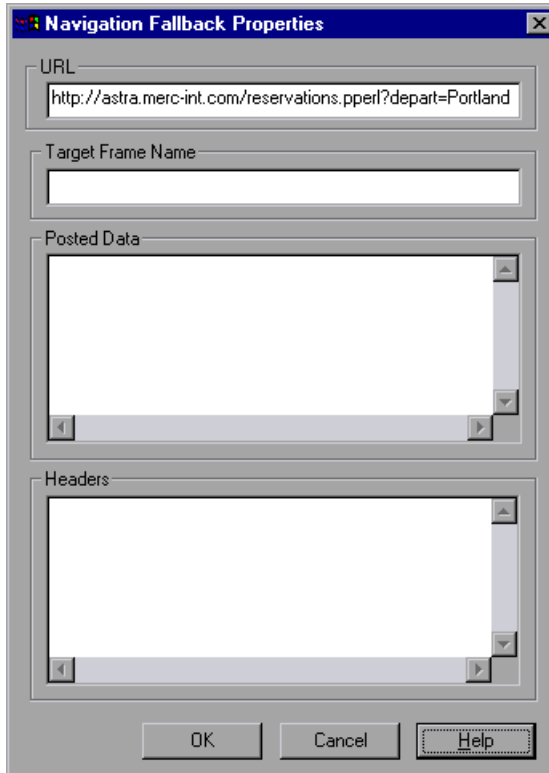 Navigation Fallback Properties
URL
http://astra.merc-int.com/reservations.pperl?depart=Portland
Target Frame Name
Posted Data
Headers
OK
Cancel
Help